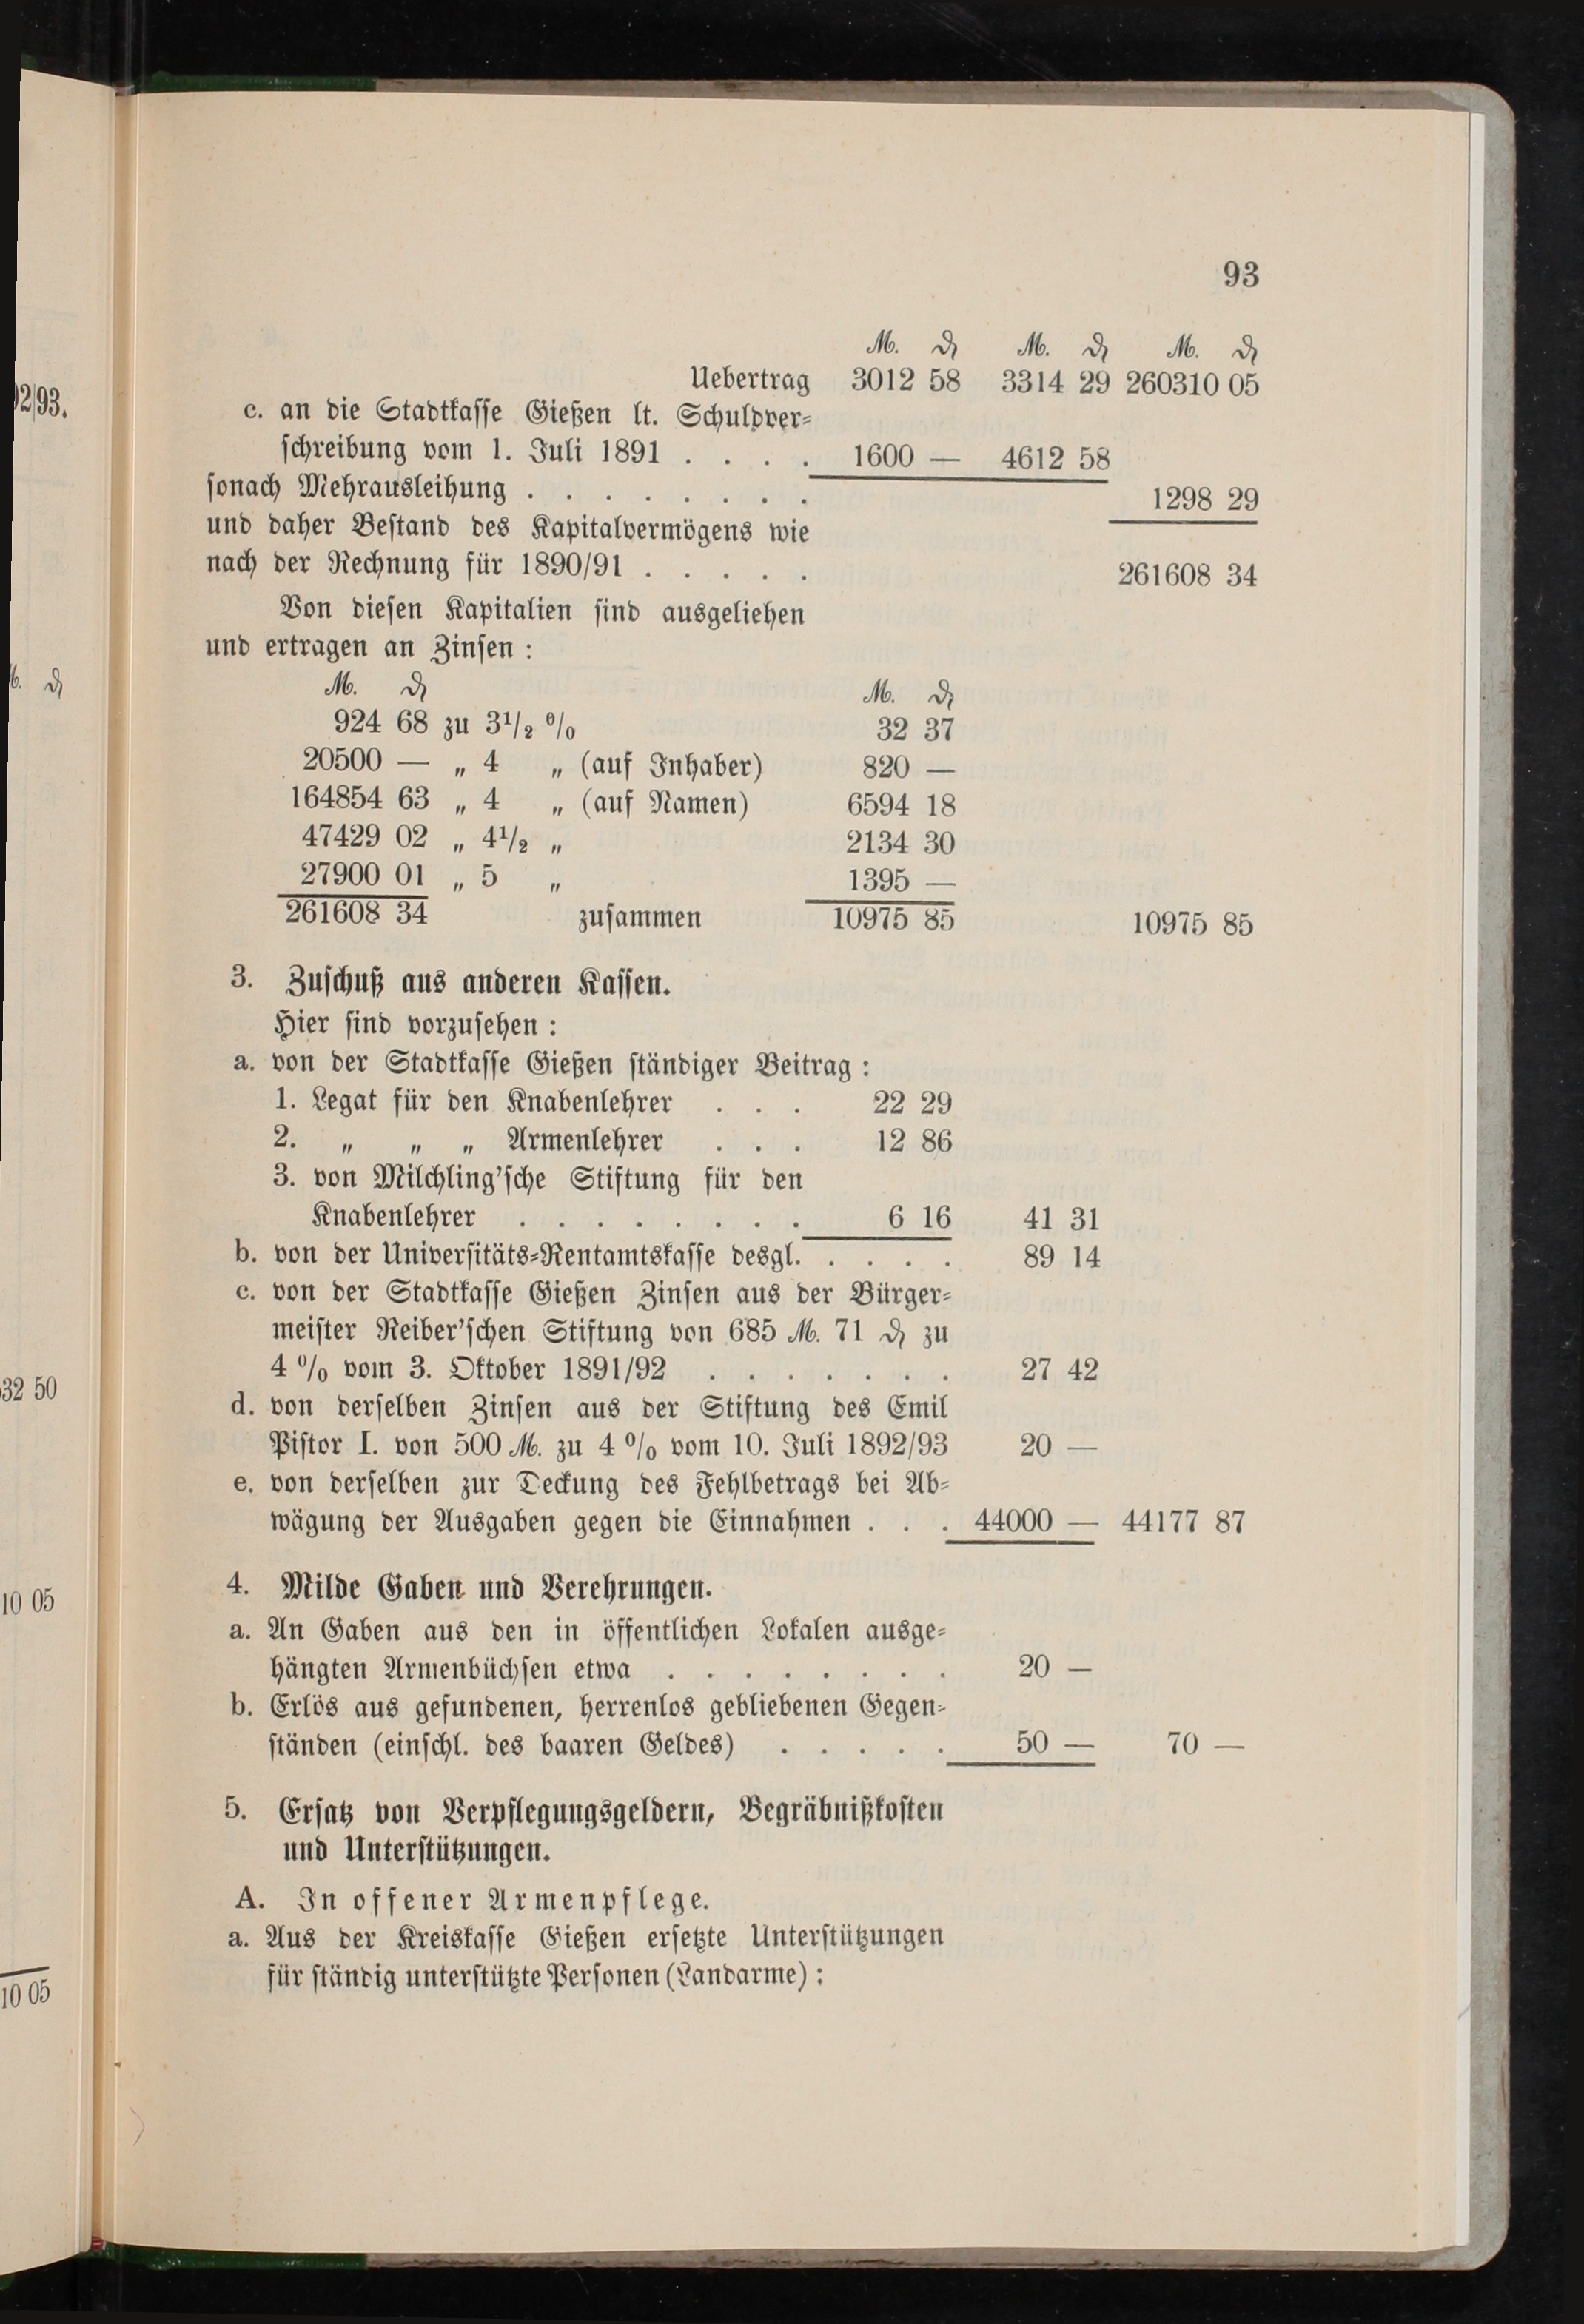 93
M. ₰ M. ₰ M. ₰
Uebertrag 3012 58 3314 29 260310 05
c. an die Stadtkasse Gießen lt. Schuldver-
schreibung vom 1. Juli 1891 . . . . 1600 — 4612 58
sonach Mehrausleihung . . . . . . . . 1298 29
und daher Bestand des Kapitalvermögens wie
nach der Rechnung für 1890/91 . . . . . 261608 34
Von diesen Kapitalien sind ausgeliehen
und ertragen an Zinsen :
M. ₰ M. ₰
924 68 zu 3½ % 32 37
20500 — „ 4 „ (auf Inhaber) 820 —
164854 63 „ 4 „ (auf Namen) 6594 18
47429 02 „ 4½ „ 2134 30
27900 01 „ 5 „ 1395 —
261608 34 zusammen 10975 85 10975 85
3. Zuschuß aus anderen Kassen.
Hier sind vorzusehen :
a. von der Stadtkasse Gießen ständiger Beitrag :
1. Legat für den Knabenlehrer . . . 22 29
2. „ „ „ Armenlehrer . . . 12 86
3. von Milchling'sche Stiftung für den
Knabenlehrer . . . . . . . . 6 16 41 31
b. von der Universitäts-Rentamtskasse desgl. . . . . 89 14
c. von der Stadtkasse Gießen Zinsen aus der Bürger-
meister Reiber'schen Stiftung von 685 M. 71 ₰ zu
4 % vom 3. Oktober 1891/92 . . . . . . . 27 42
d. von derselben Zinsen aus der Stiftung des Emil
Pistor I. von 500 M. zu 4 % vom 10. Juli 1892/93 20 —
e. von derselben zur Deckung des Fehlbetrags bei Ab-
wägung der Ausgaben gegen die Einnahmen . . . 44000 — 44177 87
4. Milde Gaben und Verehrungen.
a. An Gaben aus den in öffentlichen Lokalen ausge-
hängten Armenbüchsen etwa . . . . . . . . 20 —
b. Erlös aus gefundenen, herrenlos gebliebenen Gegen-
ständen (einschl. des baaren Geldes) . . . . . 50 — 70 —
5. Ersatz von Verpflegungsgeldern, Begräbnißkosten
und Unterstützungen.
A. In offener Armenpflege.
a. Aus der Kreiskasse Gießen ersetzte Unterstützungen
für ständig unterstützte Personen (Landarme) :